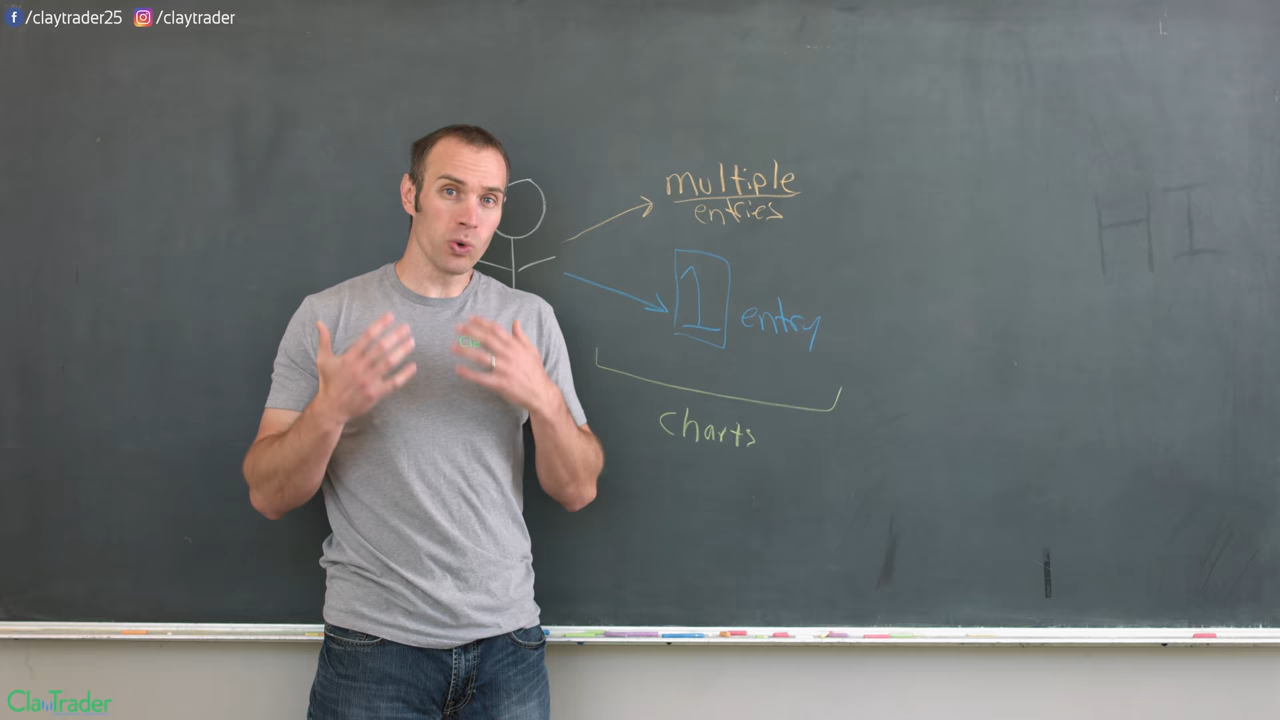 /claytrader25 /claytrader
multiple
entries
1 entry
charts
HI
ClayTrader